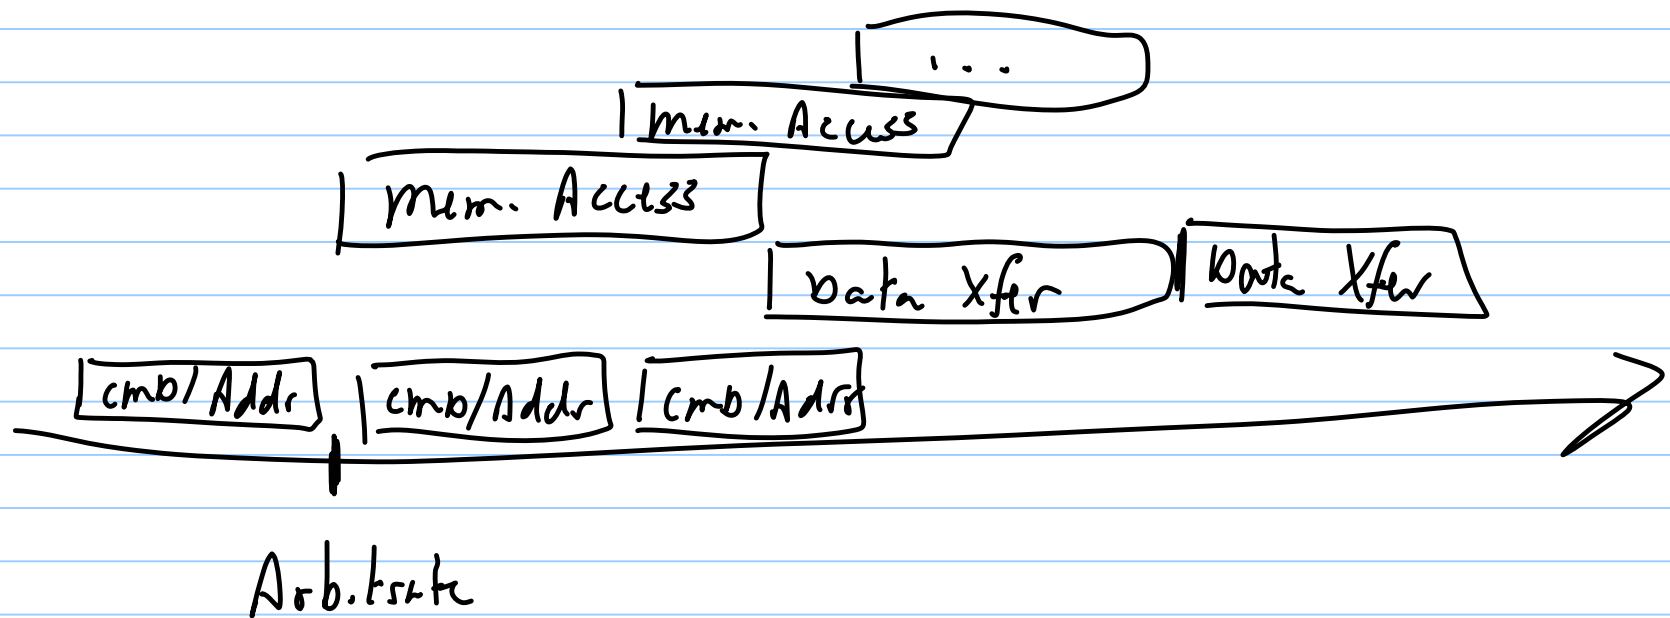 ...
Mem. Access
Mem. Access
Data Xfer Data Xfer
CMD/Addr CMD/Addr CMD/Addr
Arbitrate